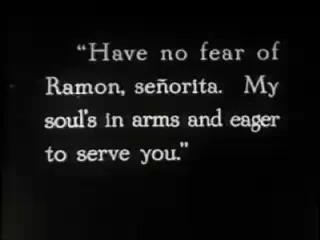 "Have no fear of
Ramon, señorita. My
soul's in arms and eager
to serve you."